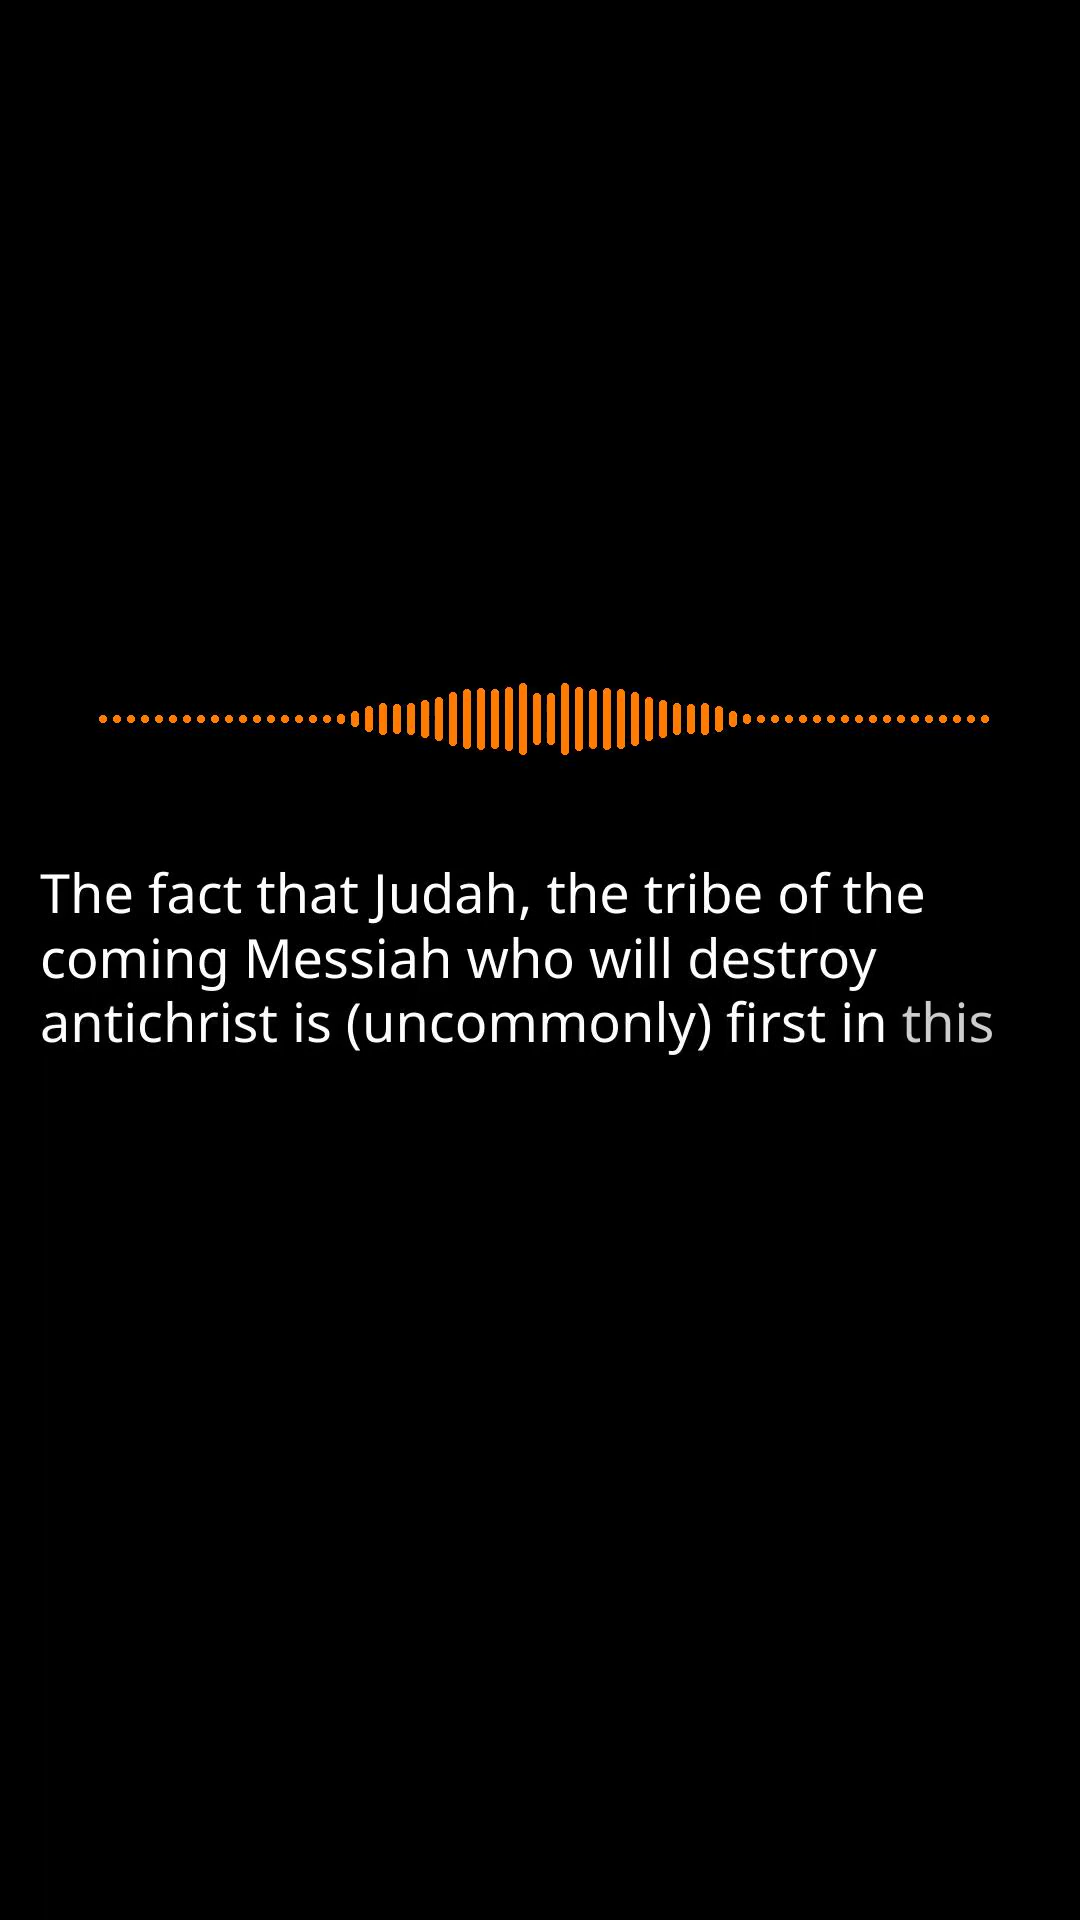 The fact that Judah, the tribe of the
coming Messiah who will destroy
antichrist is (uncommonly) first in this